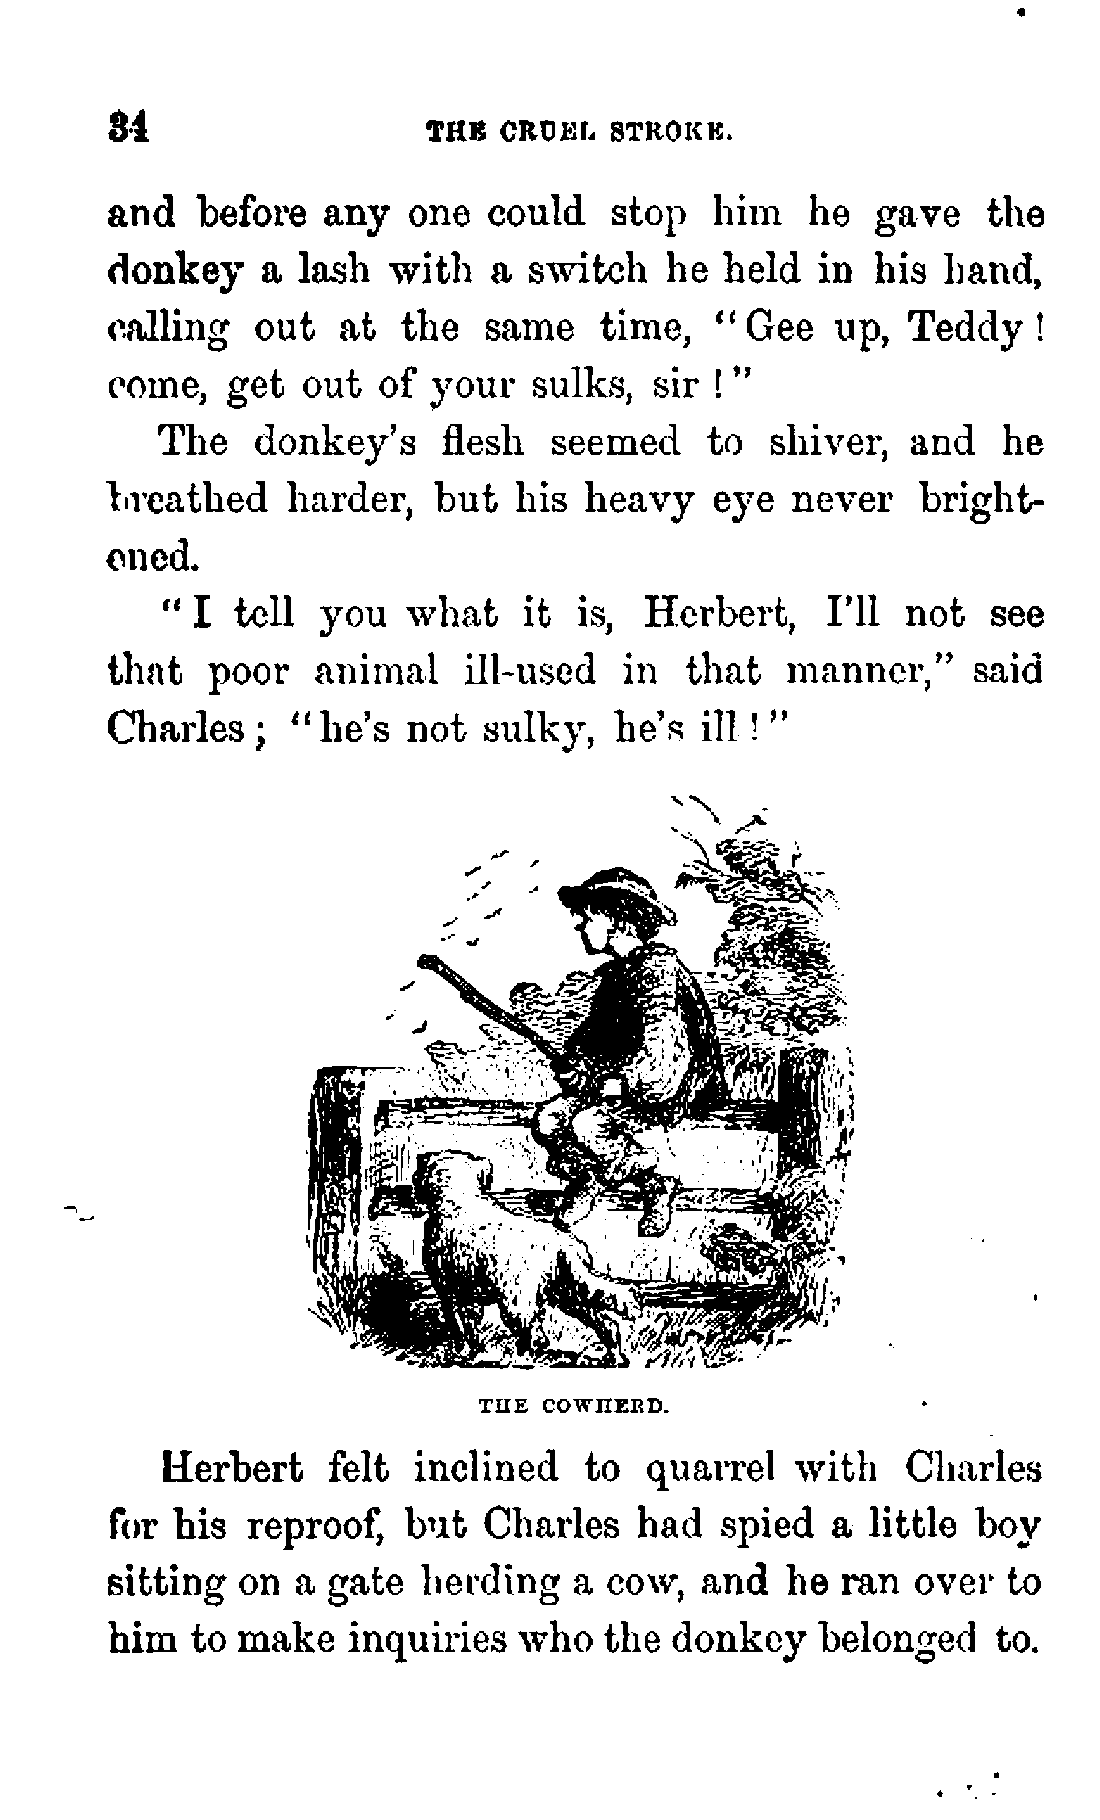 34 THE CRUEL STROKE.
and before any one could stop him he gave the
donkey a lash with a switch he held in his hand,
calling out at the same time, "Gee up, Teddy!
come, get out of your sulks, sir!"
The donkey's flesh seemed to shiver, and he
breathed harder, but his heavy eye never bright-
ened.
"I tell you what it is, Herbert, I'll not see
that poor animal ill-used in that manner," said
Charles; "he's not sulky, he's ill!"
THE COWHERD.
Herbert felt inclined to quarrel with Charles
for his reproof, but Charles had spied a little boy
sitting on a gate herding a cow, and he ran over to
him to make inquiries who the donkey belonged to.